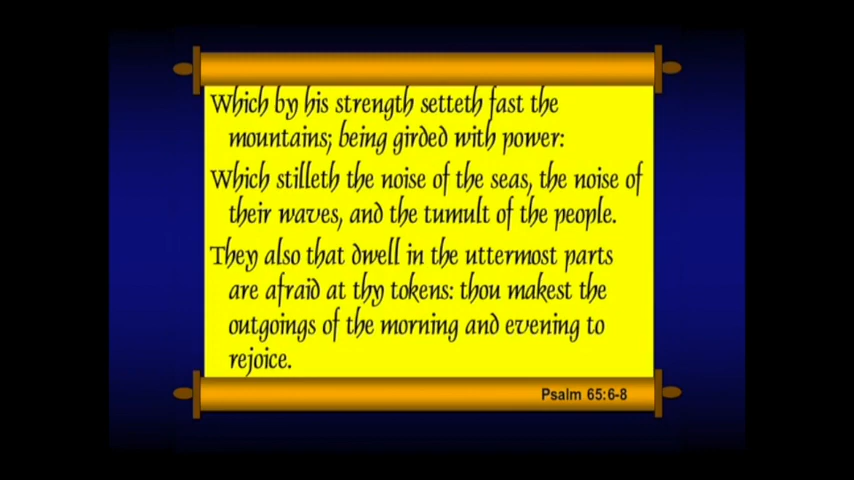 Which by his strength setteth fast the
mountains; being girded with power:
Which stilleth the noise of the seas, the noise of
their waves, and the tumult of the people.
They also that dwell in the uttermost parts
are afraid at thy tokens: thou makest the
outgoings of the morning and evening to
rejoice.
Psalm 65:6-8